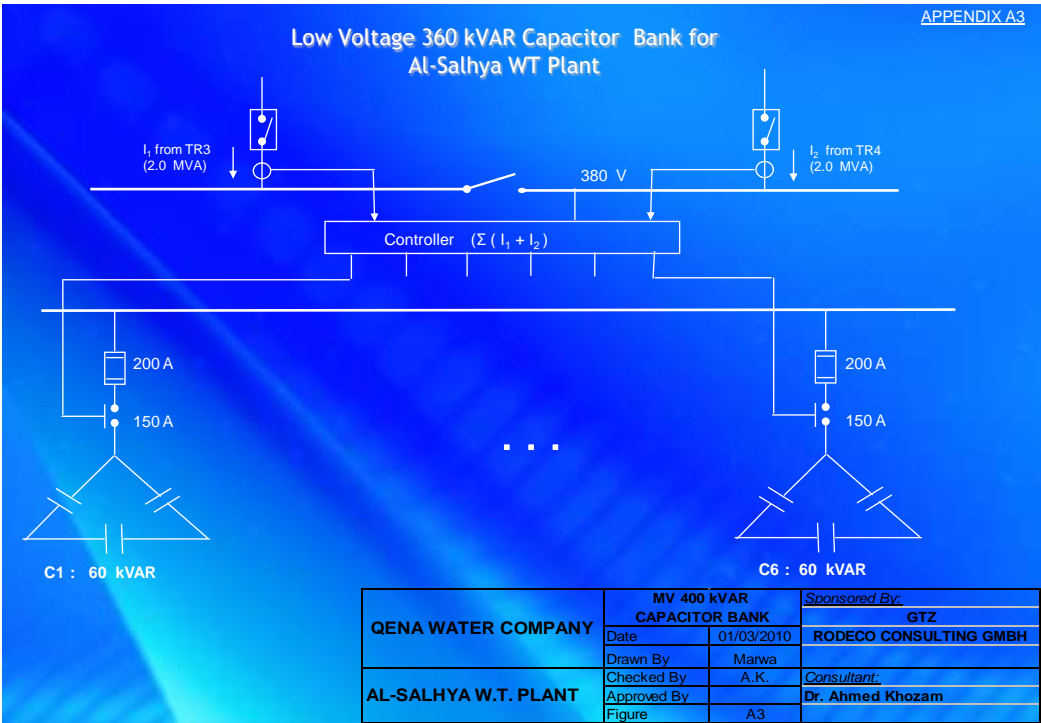 APPENDIX A3
Low Voltage 360 kVAR Capacitor Bank for
Al-Salhya WT Plant
I₁ from TR3
(2.0 MVA)
I₂ from TR4
(2.0 MVA)
380 V
Controller (Σ ( I₁ + I₂ )
200 A
150 A
200 A
150 A
. . .
C1 : 60 kVAR
C6 : 60 kVAR
QENA WATER COMPANY
MV 400 kVAR
CAPACITOR BANK
Sponsored By:
GTZ
Date 01/03/2010
RODECO CONSULTING GMBH
Drawn By Marwa
AL-SALHYA W.T. PLANT
Checked By A.K.
Consultant:
Approved By
Dr. Ahmed Khozam
Figure A3